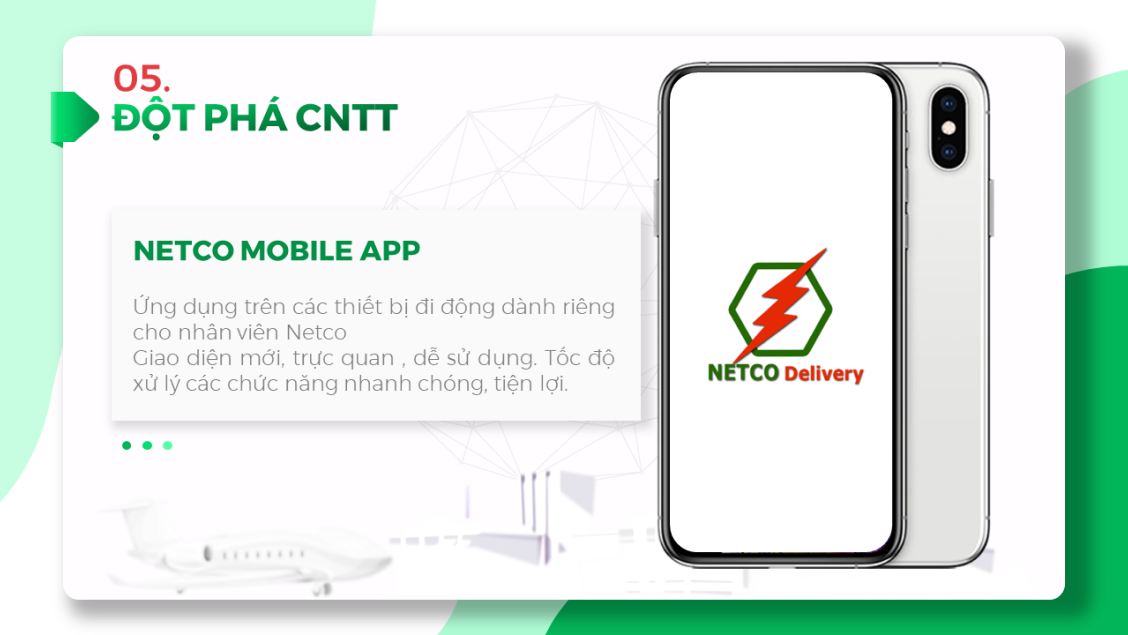 05.
ĐỘT PHÁ CNTT
NETCO MOBILE APP
Ứng dụng trên các thiết bị đi động dành riêng
cho nhân viên Netco
Giao diện mới, trực quan , dễ sử dụng. Tốc độ
xử lý các chức năng nhanh chóng, tiện lợi.
NETCO Delivery